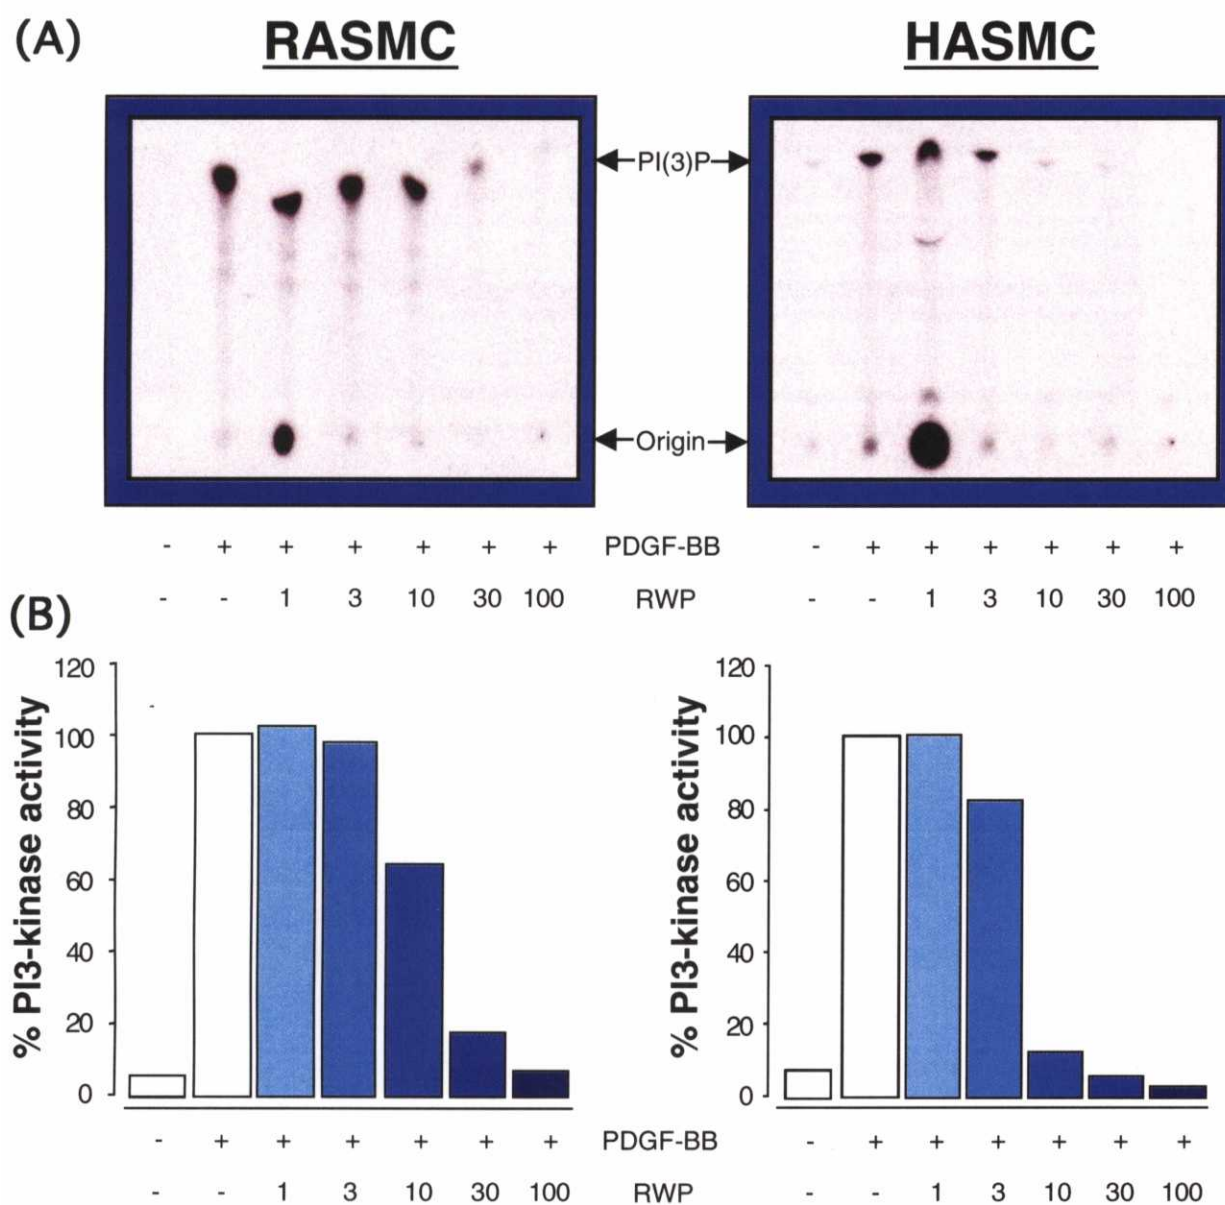 (A) RASMC HASMC
PI(3)P
Origin
- + + + + + + PDGF-BB - + + + + + +
- - 1 3 10 30 100 RWP - - 1 3 10 30 100
(B)
% PI3-kinase activity
120
100
80
60
40
20
0
% PI3-kinase activity
120
100
80
60
40
20
0
- + + + + + + PDGF-BB - + + + + + +
- - 1 3 10 30 100 RWP - - 1 3 10 30 100